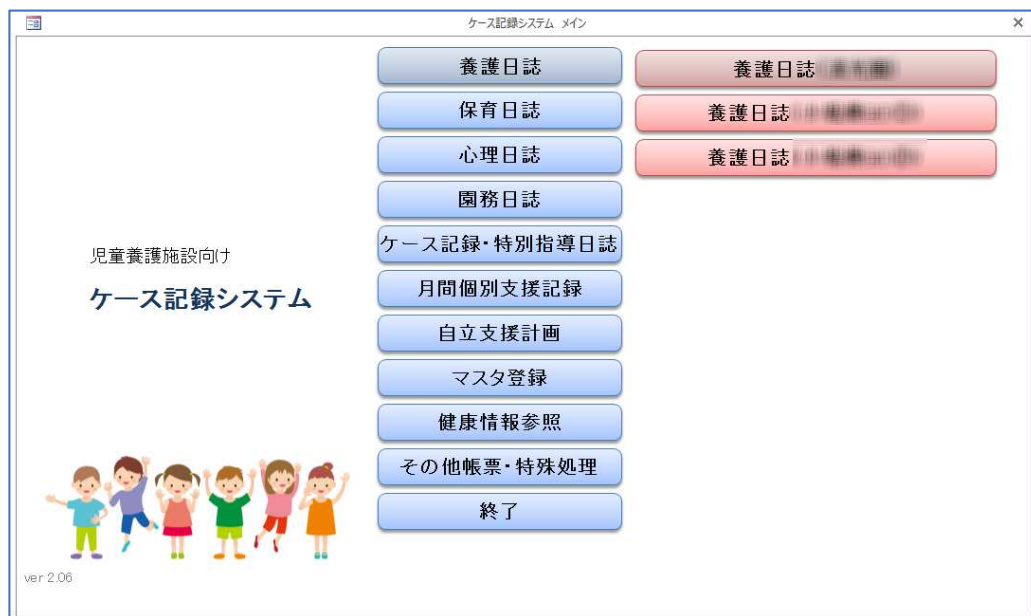 ケース記録システム メイン
児童養護施設向け
ケース記録システム
ver 2.06
養護日誌
保育日誌
心理日誌
園務日誌
ケース記録・特別指導日誌
月間個別支援記録
自立支援計画
マスタ登録
健康情報参照
その他帳票・特殊処理
終了
養護日誌
養護日誌
養護日誌